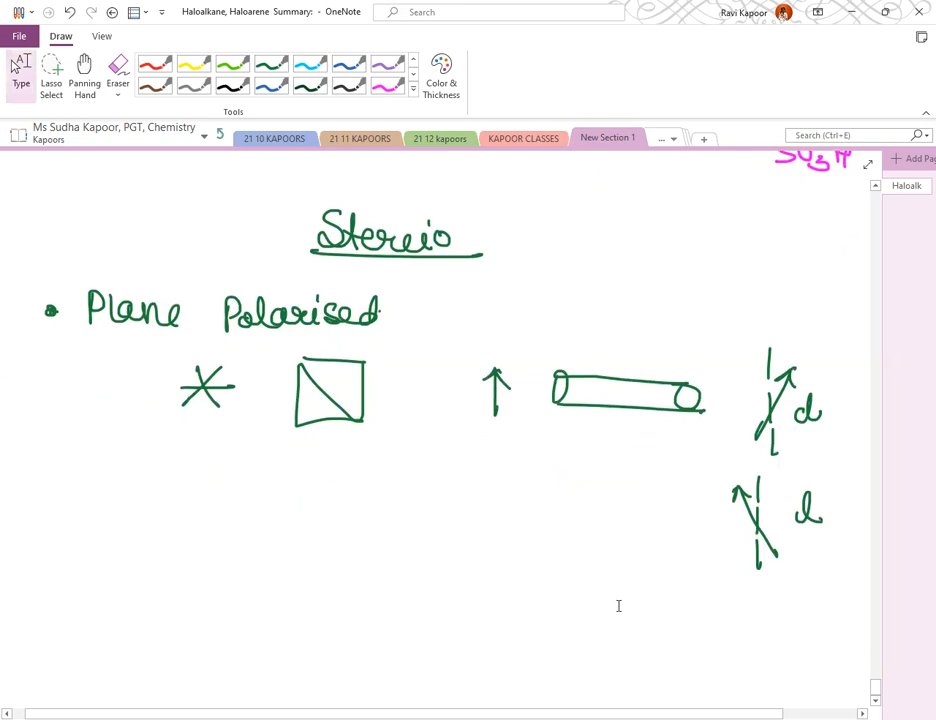 Haloalkane, Haloarene Summary: - OneNote
Search
Ravi Kapoor
File
Draw
View
Type
Lasso Select
Panning Hand
Eraser
Color & Thickness
Tools
Ms Sudha Kapoor, PGT, Chemistry
Kapoors
21 10 KAPOORS
21 11 KAPOORS
21 12 kapoors
KAPOOR CLASSES
New Section 1
...
Search (Ctrl+E)
Add Pa
Haloalk
Stereio
• Plane Polarised
d